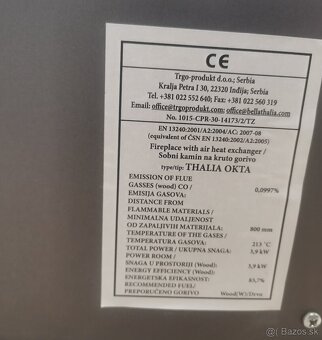 CE
Trgo-produkt d.o.o.; Serbia
Kralja Petra I 30, 22320 Inđija; Serbia
Tel: +381 022 552 640; Fax: +381 022 560 319
Email: office@trgoprodukt.com; office@bellathalia.com
No. 1015-CPR-30-14173/2/TZ
EN 13240:2001/A2:2004/AC: 2007-08
(equivalent of ČSN EN 13240:2002/A2:2005)
Fireplace with air heat exchanger /
Sobni kamin na kruto gorivo
type/tip: THALIA OKTA
EMISSION OF FLUE
GASSES (wood) CO /
EMISIJA GASOVA:
0,0997%
DISTANCE FROM
FLAMMABLE MATERIALS /
MINIMALNA UDALJENOST
OD ZAPALJIVIH MATERIJALA:
800 mm
TEMPERATURE OF THE GASES /
TEMPERATURA GASOVA:
213 °C
TOTAL POWER / UKUPNA SNAGA:
3,9 kW
POWER ROOM /
SNAGA U PROSTORIJI (Wood):
3,9 kW
ENERGY EFFICIENCY (Wood):
ENERGETSKA EFIKASNOST:
83,7%
RECOMMENDED FUEL/
PREPORUČENO GORIVO
Wood(W)/Drvo
© Bazos.sk